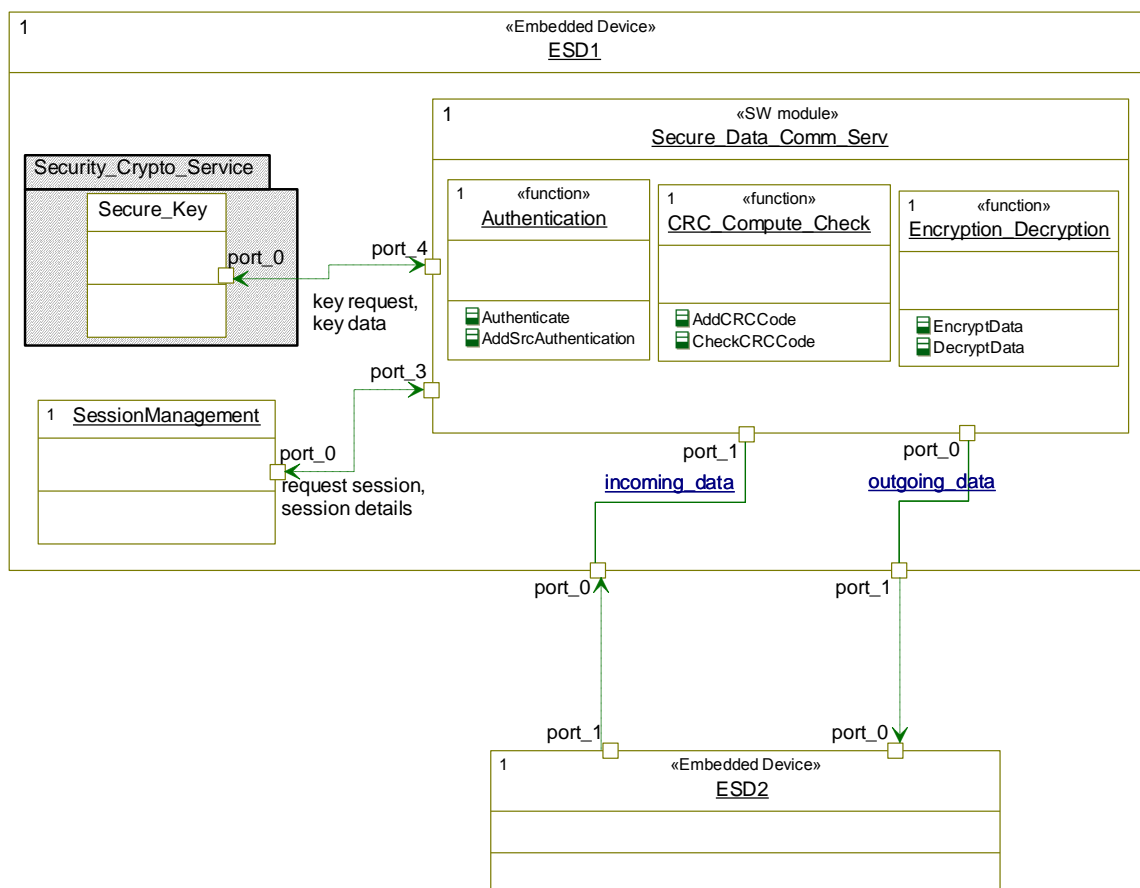 1
«Embedded Device»
ESD1
1
«SW module»
Secure_Data_Comm_Serv
Security_Crypto_Service
Secure_Key
port_0
port_4
key request,
key data
1
«function»
Authentication
Authenticate
AddSrcAuthentication
1
«function»
CRC_Compute_Check
AddCRCCode
CheckCRCCode
1
«function»
Encryption_Decryption
EncryptData
DecryptData
port_3
1
SessionManagement
port_0
request session,
session details
port_1
incoming_data
port_0
outgoing_data
port_0
port_1
port_1
port_0
1
«Embedded Device»
ESD2